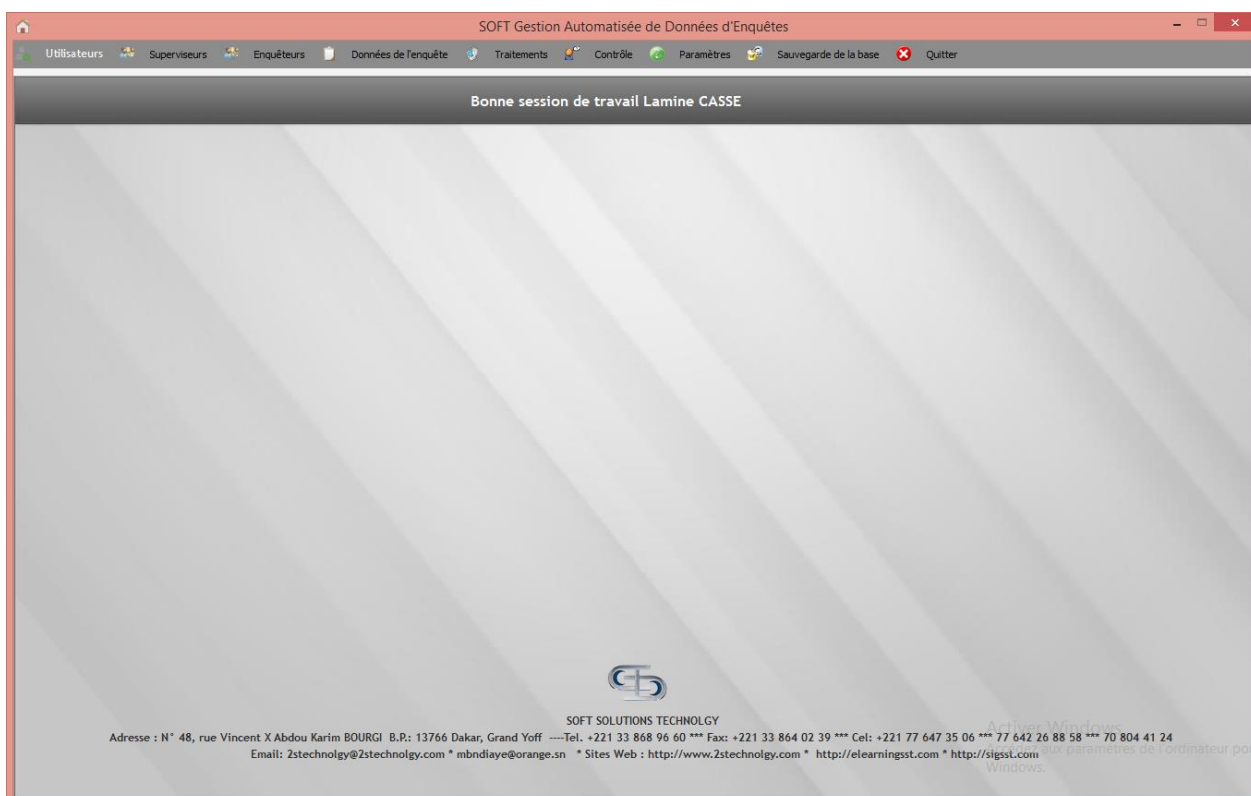 SOFT Gestion Automatisée de Données d'Enquêtes
Utilisateurs Superviseurs Enquêteurs Données de l'enquête Traitements Contrôle Paramètres Sauvegarde de la base Quitter
Bonne session de travail Lamine CASSE
SOFT SOLUTIONS TECHNOLGY
Adresse : N° 48, rue Vincent X Abdou Karim BOURGI B.P.: 13766 Dakar, Grand Yoff ----Tel. +221 33 868 96 60 *** Fax: +221 33 864 02 39 *** Cel: +221 77 647 35 06 *** 77 642 26 88 58 *** 70 804 41 24
Email: 2stechnolgy@2stechnolgy.com * mbndiaye@orange.sn * Sites Web : http://www.2stechnolgy.com * http://elearningsst.com * http://sigsst.com
Activer Windows
Accédez aux paramètres de l'ordinateur po
Windows.